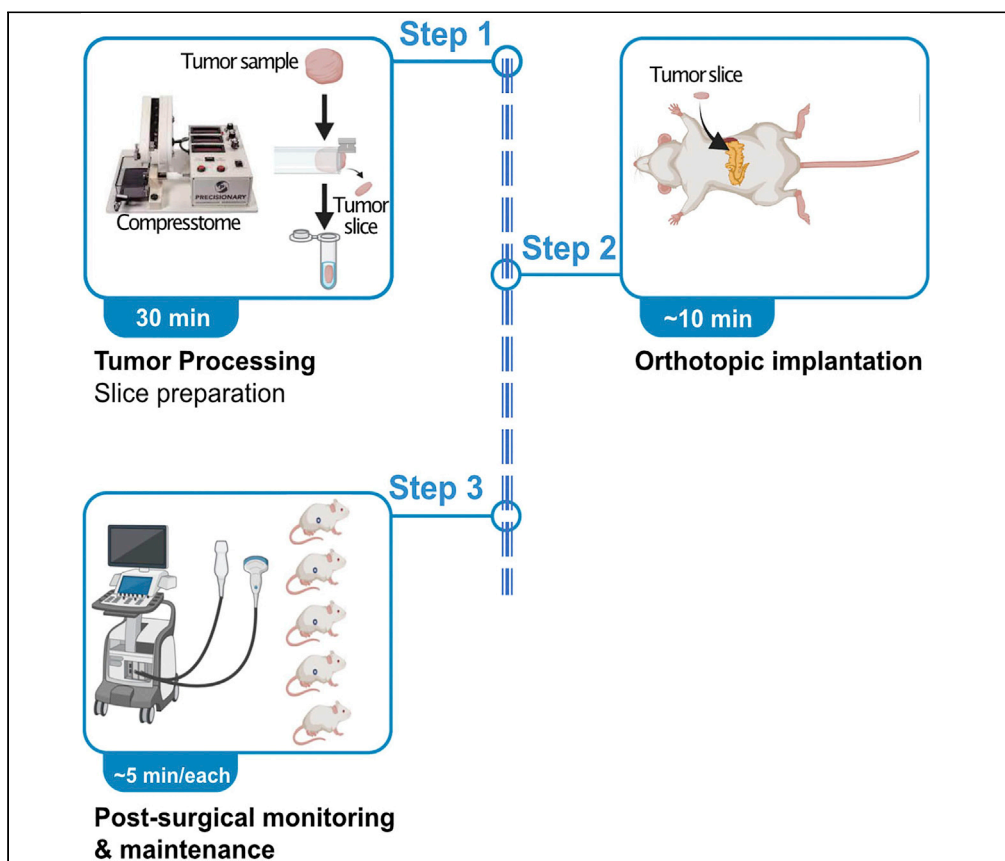 Step 1
Tumor sample
PRECISIONARY
Compresstome
Tumor
slice
30 min
Tumor Processing
Slice preparation
Tumor slice
Step 2
~10 min
Orthotopic implantation
Step 3
~5 min/each
Post-surgical monitoring
& maintenance